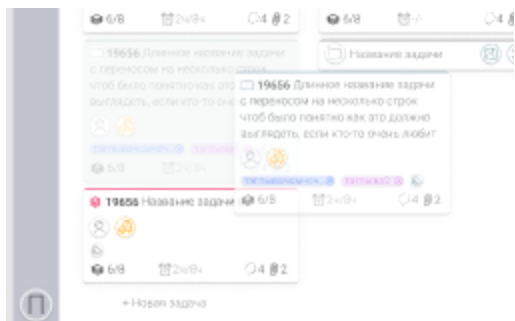 6/8 2ч/8ч 4 2
6/8 -/- 4
19656 Длинное название задачи
с переносом на несколько строк
чтоб было понятно как это
выглядеть, если кто-то оч
6/8 2ч/8ч
19656 Название задачи
6/8 2ч/8ч 4 2
+ Новая задача
Название задачи
19656 Длинное название задачи
с переносом на несколько строк
чтоб было понятно как это должно
выглядеть, если кто-то очень любит
6/8 2ч/8ч 4 2
П